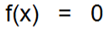 f(x) = 0